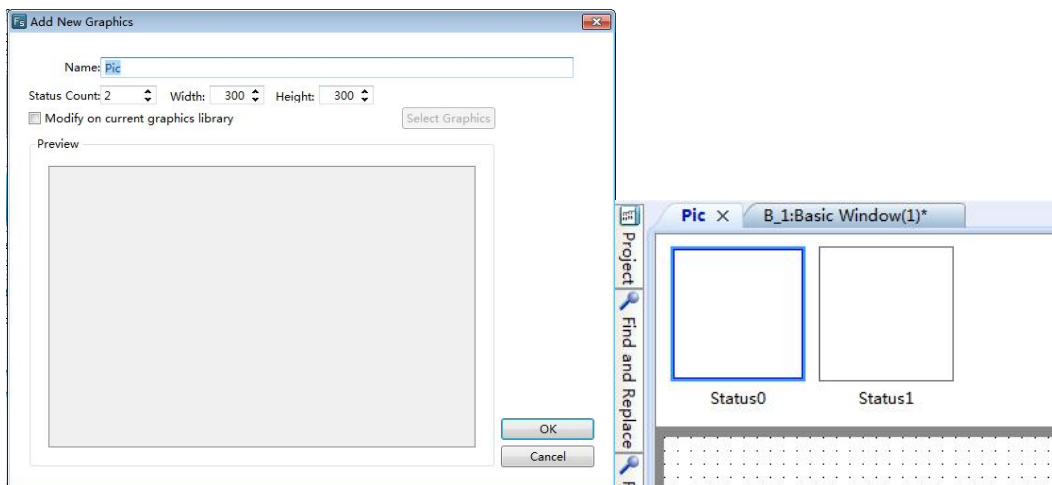 Fs Add New Graphics
Name: Pic
Status Count: 2 Width: 300 Height: 300
Modify on current graphics library Select Graphics
Preview
OK
Cancel
Project
Find and Replace
Pic × B_1:Basic Window(1)*
Status0 Status1